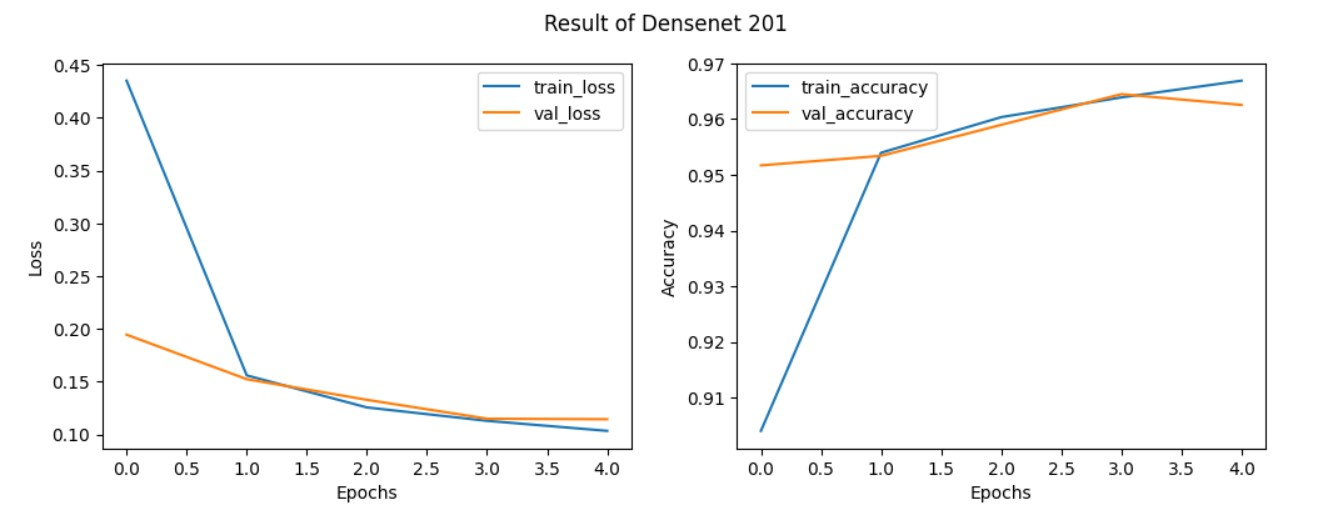 Result of Densenet 201
0.45
0.40
0.35
0.30
0.25
0.20
0.15
0.10
Loss
train_loss
val_loss
0.0 0.5 1.0 1.5 2.0 2.5 3.0 3.5 4.0
Epochs
0.97
0.96
0.95
0.94
0.93
0.92
0.91
Accuracy
train_accuracy
val_accuracy
0.0 0.5 1.0 1.5 2.0 2.5 3.0 3.5 4.0
Epochs